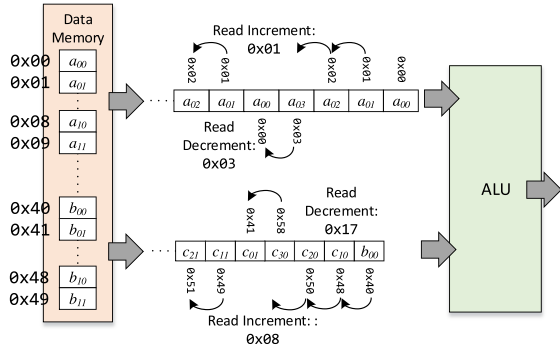 Data
Memory
0x00 a00
0x01 a01
0x08 a10
0x09 a11
0x40 b00
0x41 b01
0x48 b10
0x49 b11
Read Increment:
0x01
0x02 0x01 0x02 0x01 0x00
a02 a01 a00 a03 a02 a01 a00
0x00 0x03
Read
Decrement:
0x03
Read
Decrement:
0x17
0x41 0x58
c21 c11 c01 c30 c20 c10 b00
0x51 0x49 0x50 0x48 0x40
Read Increment: :
0x08
ALU